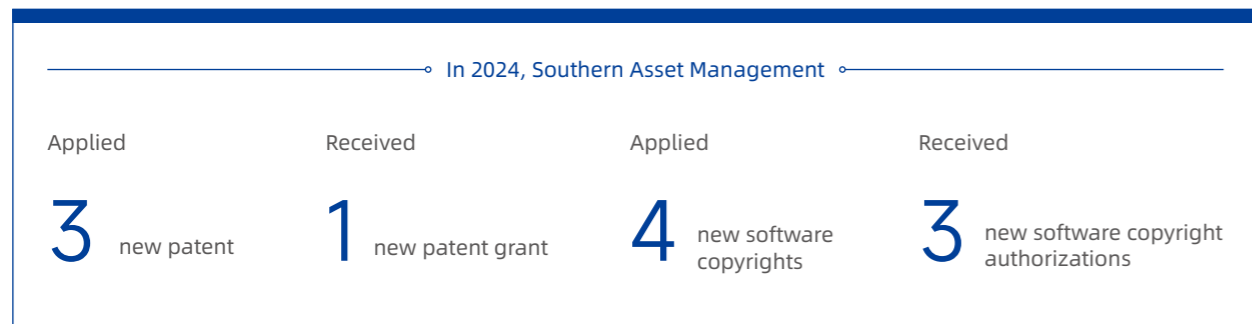 In 2024, Southern Asset Management
Applied
3 new patent
Received
1 new patent grant
Applied
4 new software
copyrights
Received
3 new software copyright
authorizations